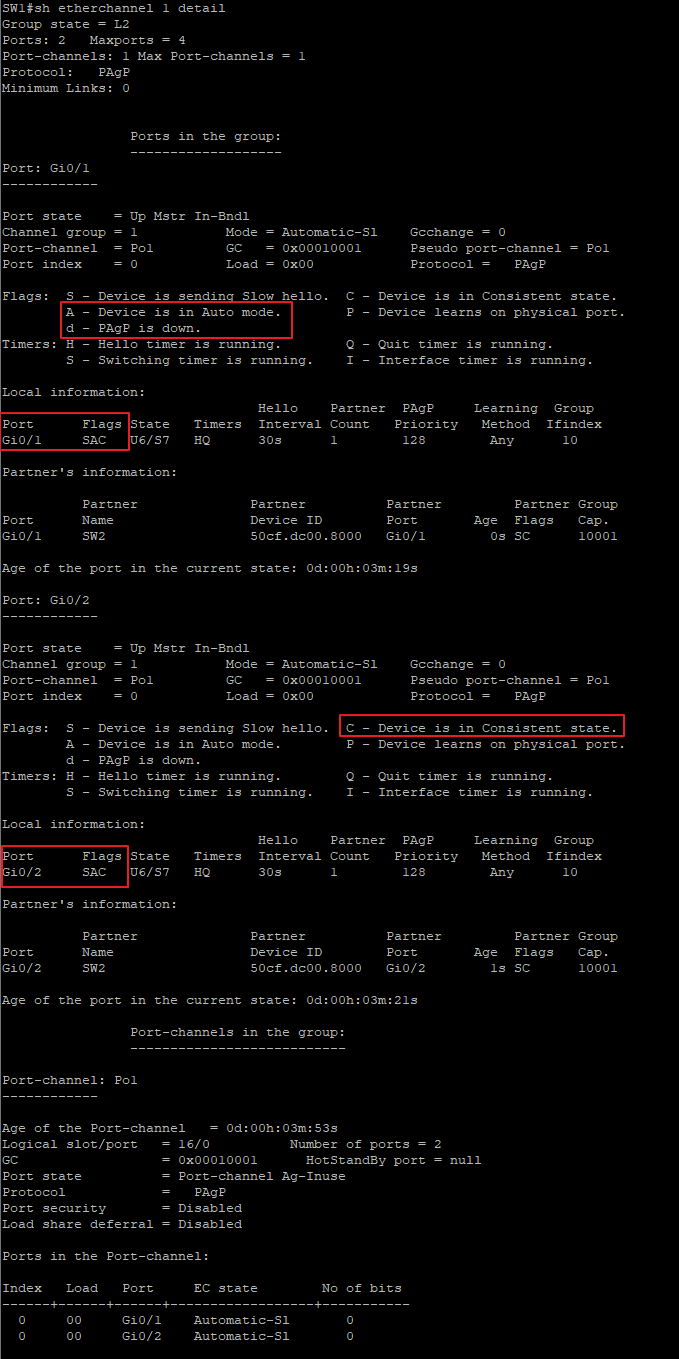 SW1#sh etherchannel 1 detail
Group state = L2
Ports: 2   Maxports = 4
Port-channels: 1 Max Port-channels = 1
Protocol:   PAgP
Minimum Links: 0
                Ports in the group:
                -------------------
Port: Gi0/1
------------
Port state    = Up Mstr In-Bndl
Channel group = 1           Mode = Automatic-Sl    Gcchange = 0
Port-channel  = Po1         GC   = 0x00010001      Pseudo port-channel = Po1
Port index    = 0           Load = 0x00            Protocol =   PAgP
Flags:  S - Device is sending Slow hello.  C - Device is in Consistent state.
        A - Device is in Auto mode.        P - Device learns on physical port.
        d - PAgP is down.
Timers: H - Hello timer is running.        Q - Quit timer is running.
        S - Switching timer is running.    I - Interface timer is running.
Local information:
                                Hello    Partner  PAgP     Learning  Group
Port      Flags State   Timers  Interval Count   Priority   Method  Ifindex
Gi0/1     SAC   U6/S7   HQ      30s      1        128        Any      10
Partner's information:
          Partner              Partner          Partner         Partner Group
Port      Name                 Device ID        Port       Age  Flags   Cap.
Gi0/1     SW2                  50cf.dc00.8000   Gi0/1        0s SC      10001
Age of the port in the current state: 0d:00h:03m:19s
Port: Gi0/2
------------
Port state    = Up Mstr In-Bndl
Channel group = 1           Mode = Automatic-Sl    Gcchange = 0
Port-channel  = Po1         GC   = 0x00010001      Pseudo port-channel = Po1
Port index    = 0           Load = 0x00            Protocol =   PAgP
Flags:  S - Device is sending Slow hello.  C - Device is in Consistent state.
        A - Device is in Auto mode.        P - Device learns on physical port.
        d - PAgP is down.
Timers: H - Hello timer is running.        Q - Quit timer is running.
        S - Switching timer is running.    I - Interface timer is running.
Local information:
                                Hello    Partner  PAgP     Learning  Group
Port      Flags State   Timers  Interval Count   Priority   Method  Ifindex
Gi0/2     SAC   U6/S7   HQ      30s      1        128        Any      10
Partner's information:
          Partner              Partner          Partner         Partner Group
Port      Name                 Device ID        Port       Age  Flags   Cap.
Gi0/2     SW2                  50cf.dc00.8000   Gi0/2        1s SC      10001
Age of the port in the current state: 0d:00h:03m:21s
                Port-channels in the group:
                ---------------------------
Port-channel: Po1
------------
Age of the Port-channel   = 0d:00h:03m:53s
Logical slot/port   = 16/0          Number of ports = 2
GC                  = 0x00010001      HotStandBy port = null
Port state          = Port-channel Ag-Inuse
Protocol            =   PAgP
Port security       = Disabled
Load share deferral = Disabled
Ports in the Port-channel:
Index   Load   Port     EC state        No of bits
------+------+------+------------------+-----------
  0     00     Gi0/1    Automatic-Sl       0
  0     00     Gi0/2    Automatic-Sl       0